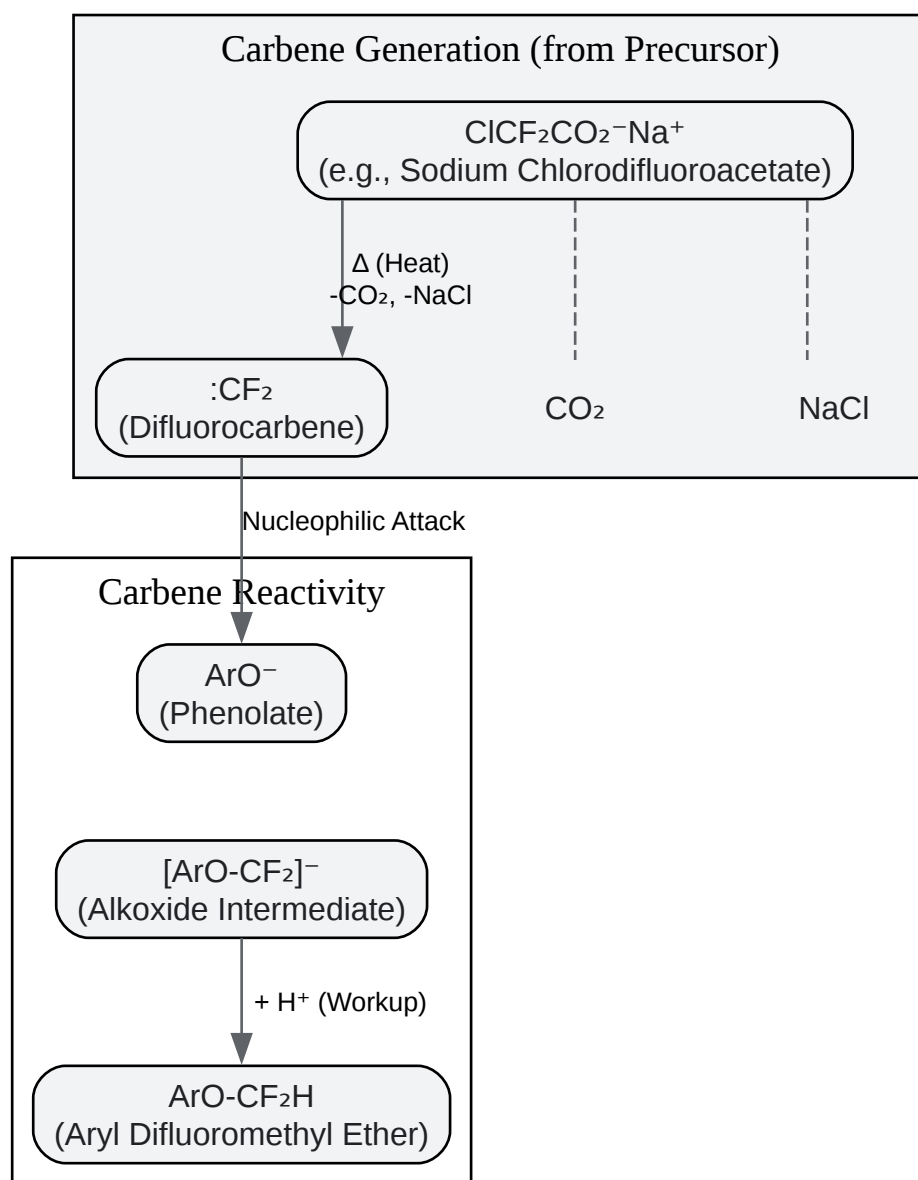 Carbene Generation (from Precursor)
ClCF₂CO₂⁻Na⁺
(e.g., Sodium Chlorodifluoroacetate)
Δ (Heat)
-CO₂, -NaCl
:CF₂
(Difluorocarbene)
CO₂
NaCl
Nucleophilic Attack
Carbene Reactivity
ArO⁻
(Phenolate)
[ArO-CF₂]⁻
(Alkoxide Intermediate)
+ H⁺ (Workup)
ArO-CF₂H
(Aryl Difluoromethyl Ether)